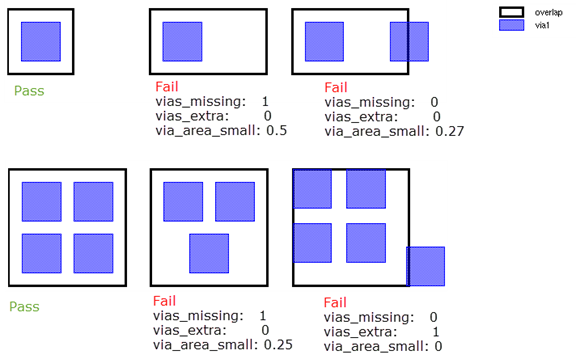 overlap
via1
Pass
Fail
vias_missing: 1
vias_extra: 0
via_area_small: 0.5
Fail
vias_missing: 0
vias_extra: 0
via_area_small: 0.27
Pass
Fail
vias_missing: 1
vias_extra: 0
via_area_small: 0.25
Fail
vias_missing: 0
vias_extra: 1
via_area_small: 0